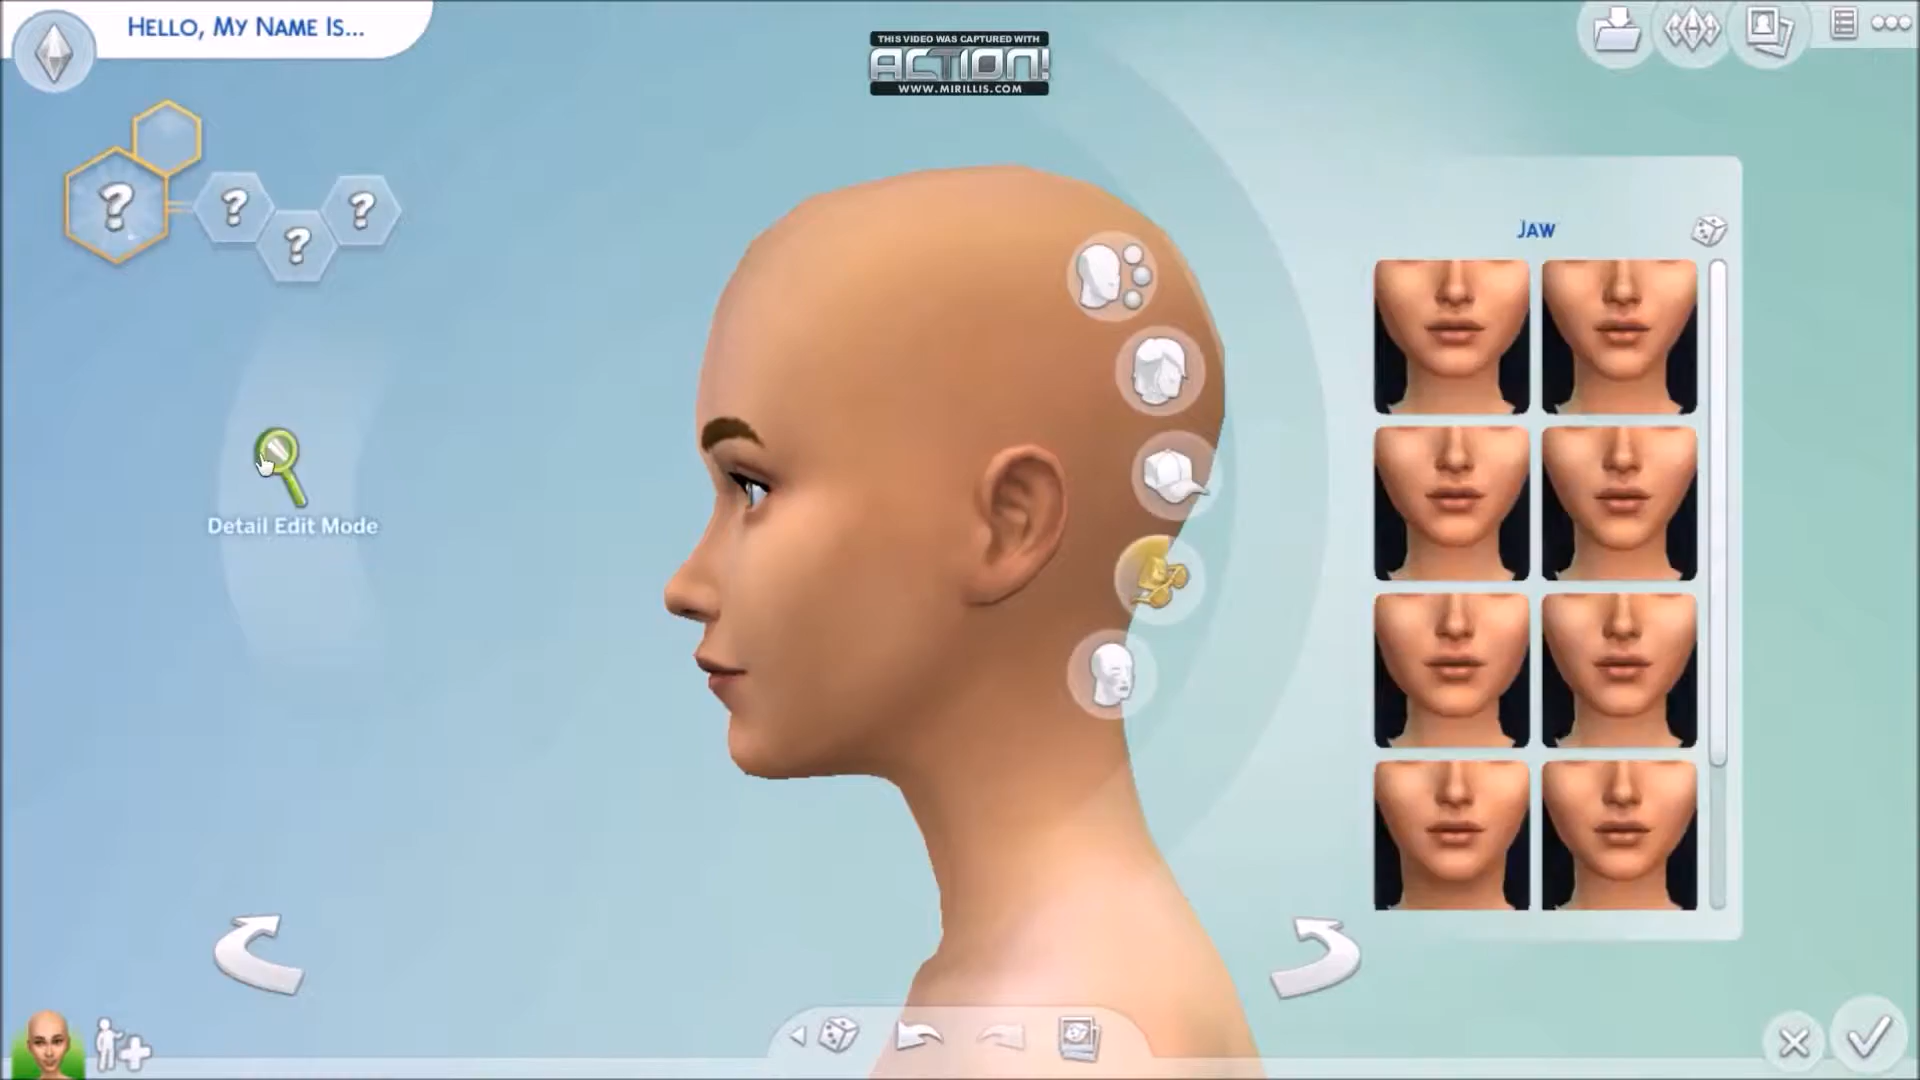 HELLO, MY NAME IS...
THIS VIDEO WAS CAPTURED WITH
ACTION!
WWW.MIRILLIS.COM
?
?
?
?
JAW
Detail Edit Mode